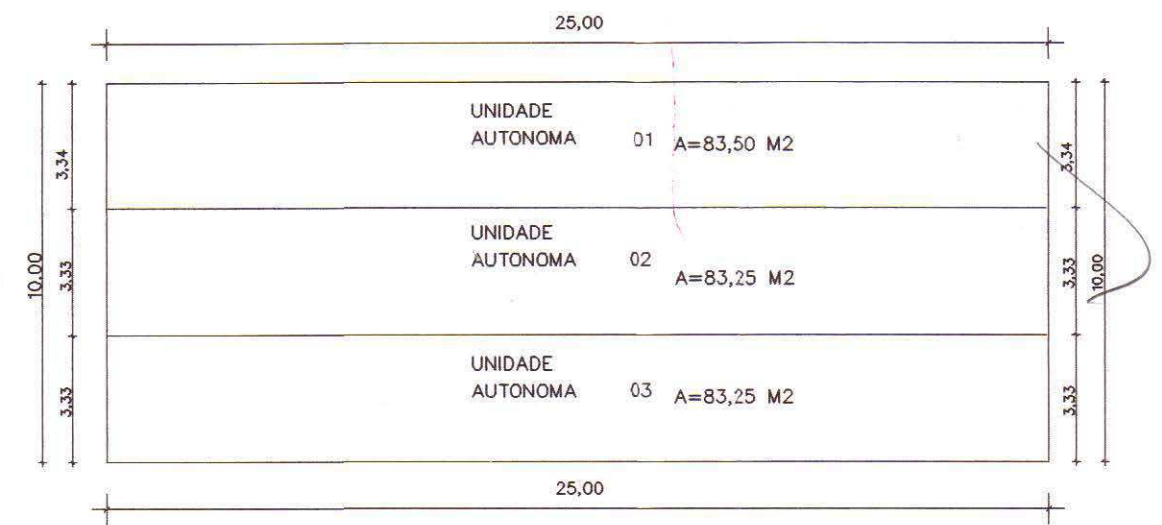 25,00
UNIDADE
AUTONOMA 01 A=83,50 M2
3,34
3,34
UNIDADE
AUTONOMA 02
A=83,25 M2
10,00
3,33
3,33
10,00
UNIDADE
AUTONOMA 03 A=83,25 M2
3,33
3,33
25,00